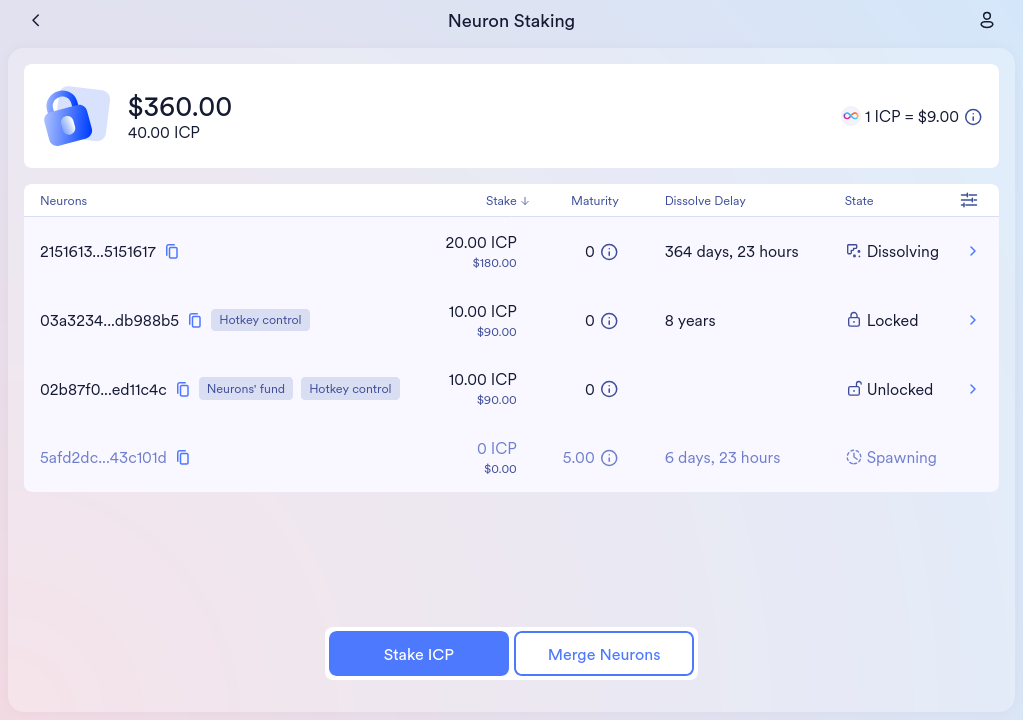 Neuron Staking
$360.00
40.00 ICP
1 ICP = $9.00
Neurons Stake Maturity Dissolve Delay State
2151613...5151617 20.00 ICP $180.00 0 364 days, 23 hours Dissolving
03a3234...db988b5 Hotkey control 10.00 ICP $90.00 0 8 years Locked
02b87f0...ed11c4c Neurons' fund Hotkey control 10.00 ICP $90.00 0 Unlocked
5afd2dc...43c101d 0 ICP $0.00 5.00 6 days, 23 hours Spawning
Stake ICP Merge Neurons